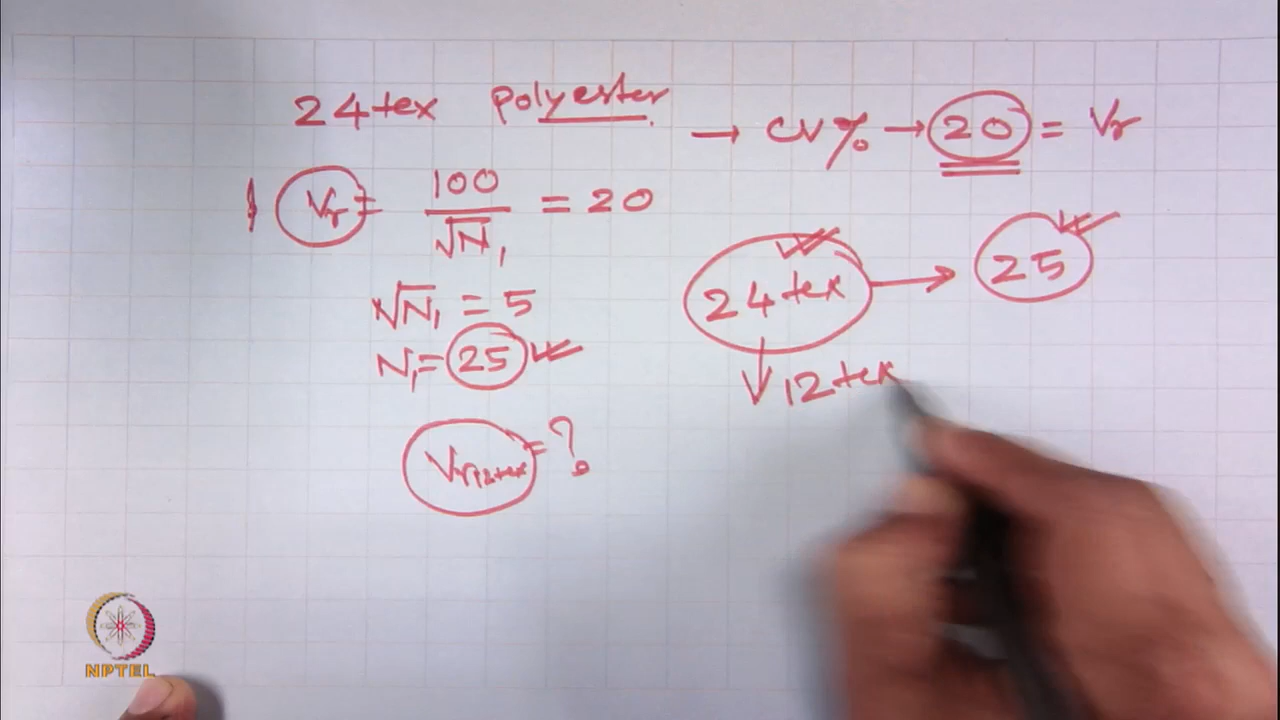 24tex polyester → CV% → 20 = Vr
Vr = 100/√N₁ = 20
√N₁ = 5
N₁ = 25
24tex → 25
↓ 12tex
Vr12tex = ?
NPTEL